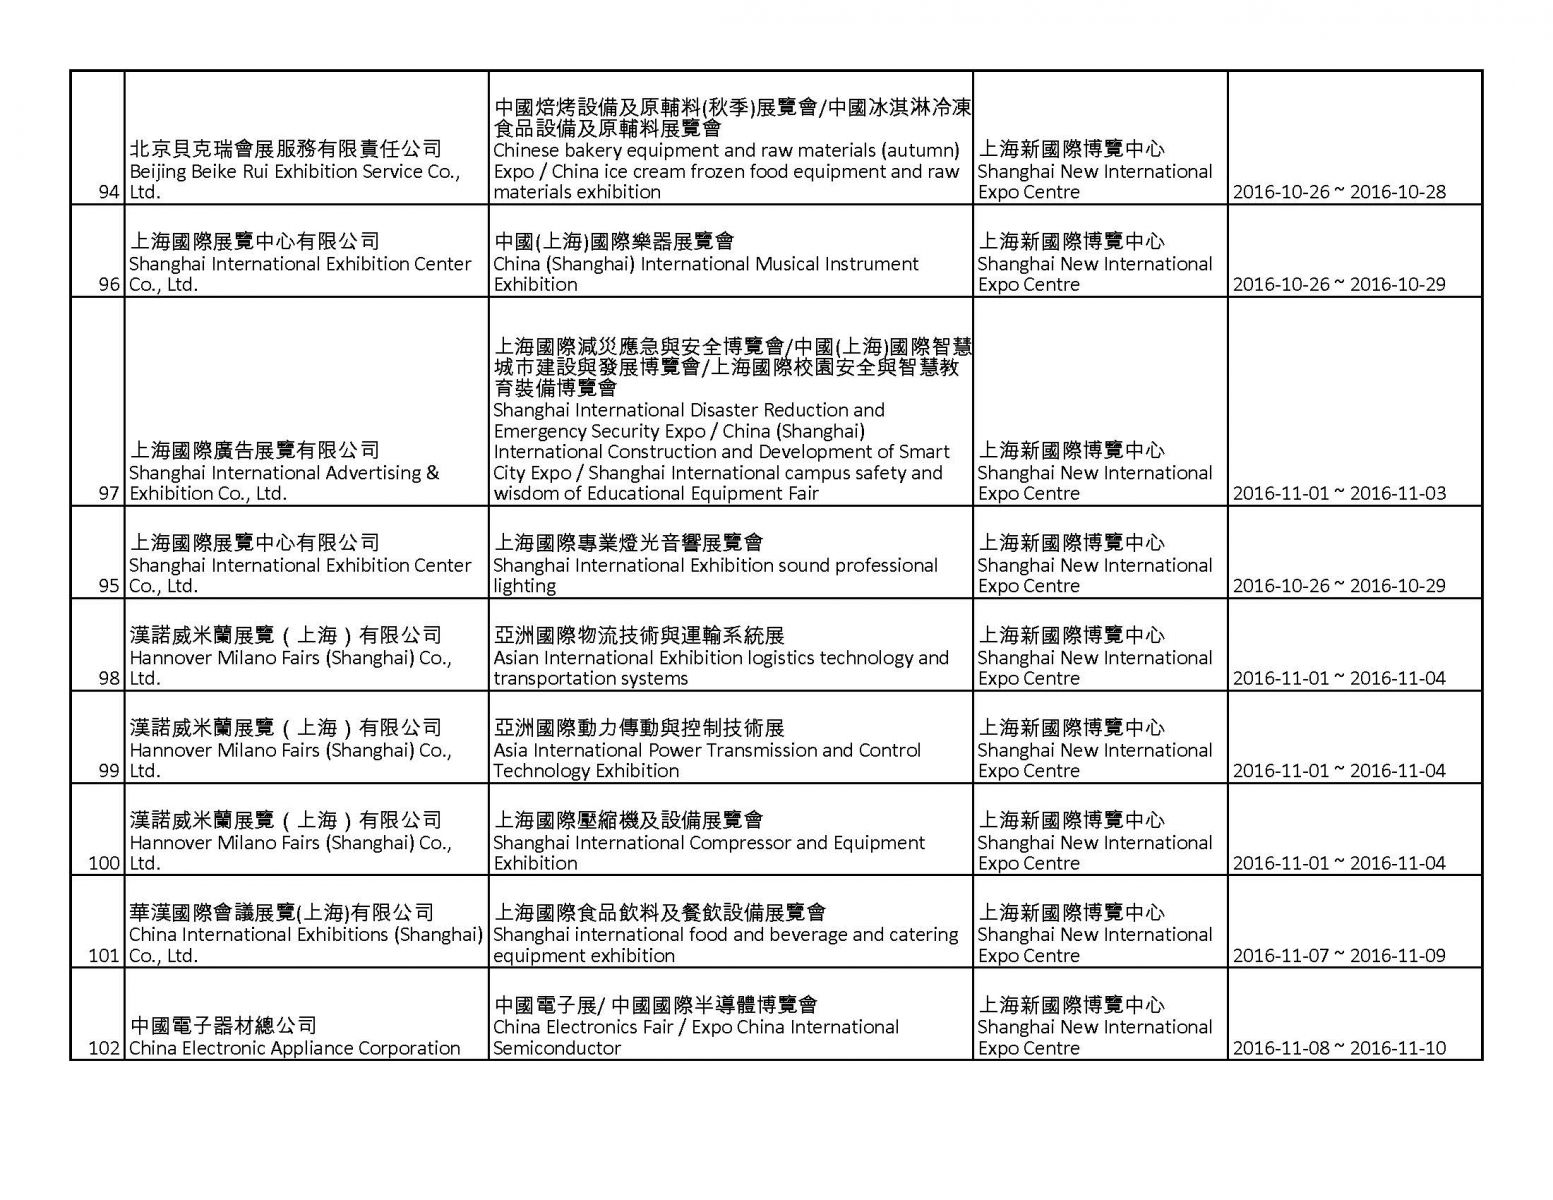 94
北京貝克瑞會展服務有限責任公司
Beijing Beike Rui Exhibition Service Co.,
Ltd.
中國焙烤設備及原輔料(秋季)展覽會/中國冰淇淋冷凍
食品設備及原輔料展覽會
Chinese bakery equipment and raw materials (autumn)
Expo / China ice cream frozen food equipment and raw
materials exhibition
上海新國際博覽中心
Shanghai New International
Expo Centre
2016-10-26 ~ 2016-10-28
96
上海國際展覽中心有限公司
Shanghai International Exhibition Center
Co., Ltd.
中國(上海)國際樂器展覽會
China (Shanghai) International Musical Instrument
Exhibition
上海新國際博覽中心
Shanghai New International
Expo Centre
2016-10-26 ~ 2016-10-29
97
上海國際廣告展覽有限公司
Shanghai International Advertising &
Exhibition Co., Ltd.
上海國際減災應急與安全博覽會/中國(上海)國際智慧
城市建設與發展博覽會/上海國際校園安全與智慧教
育裝備博覽會
Shanghai International Disaster Reduction and
Emergency Security Expo / China (Shanghai)
International Construction and Development of Smart
City Expo / Shanghai International campus safety and
wisdom of Educational Equipment Fair
上海新國際博覽中心
Shanghai New International
Expo Centre
2016-11-01 ~ 2016-11-03
95
上海國際展覽中心有限公司
Shanghai International Exhibition Center
Co., Ltd.
上海國際專業燈光音響展覽會
Shanghai International Exhibition sound professional
lighting
上海新國際博覽中心
Shanghai New International
Expo Centre
2016-10-26 ~ 2016-10-29
98
漢諾威米蘭展覽（上海）有限公司
Hannover Milano Fairs (Shanghai) Co.,
Ltd.
亞洲國際物流技術與運輸系統展
Asian International Exhibition logistics technology and
transportation systems
上海新國際博覽中心
Shanghai New International
Expo Centre
2016-11-01 ~ 2016-11-04
99
漢諾威米蘭展覽（上海）有限公司
Hannover Milano Fairs (Shanghai) Co.,
Ltd.
亞洲國際動力傳動與控制技術展
Asia International Power Transmission and Control
Technology Exhibition
上海新國際博覽中心
Shanghai New International
Expo Centre
2016-11-01 ~ 2016-11-04
100
漢諾威米蘭展覽（上海）有限公司
Hannover Milano Fairs (Shanghai) Co.,
Ltd.
上海國際壓縮機及設備展覽會
Shanghai International Compressor and Equipment
Exhibition
上海新國際博覽中心
Shanghai New International
Expo Centre
2016-11-01 ~ 2016-11-04
101
華漢國際會議展覽(上海)有限公司
China International Exhibitions (Shanghai)
Co., Ltd.
上海國際食品飲料及餐飲設備展覽會
Shanghai international food and beverage and catering
equipment exhibition
上海新國際博覽中心
Shanghai New International
Expo Centre
2016-11-07 ~ 2016-11-09
102
中國電子器材總公司
China Electronic Appliance Corporation
中國電子展/ 中國國際半導體博覽會
China Electronics Fair / Expo China International
Semiconductor
上海新國際博覽中心
Shanghai New International
Expo Centre
2016-11-08 ~ 2016-11-10